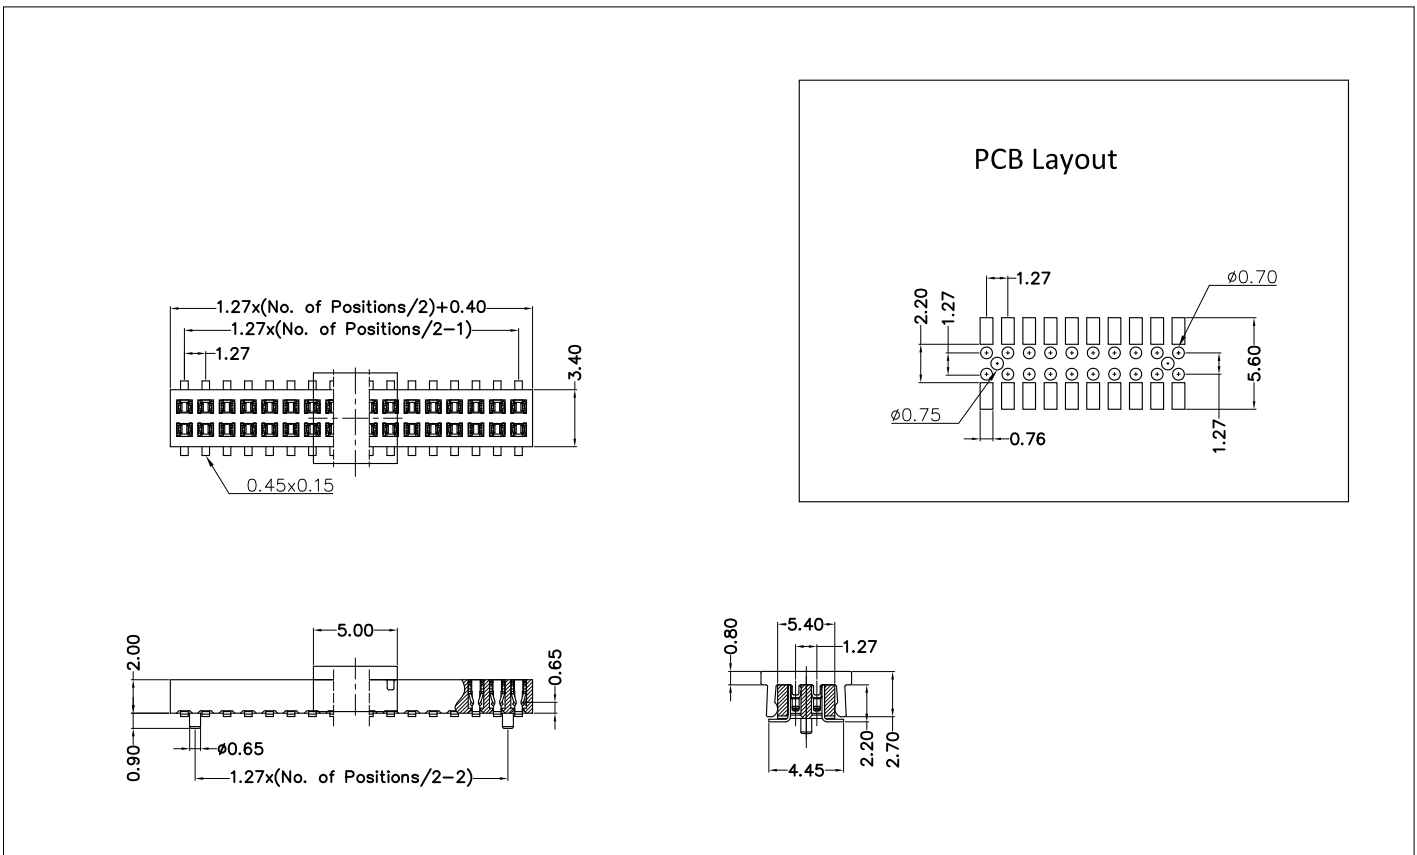 PCB Layout
1.27
ø0.70
2.20
1.27
5.60
ø0.75
0.76
1.27
1.27x(No. of Positions/2)+0.40
1.27x(No. of Positions/2-1)
1.27
3.40
0.45x0.15
5.00
2.00
0.65
0.90
ø0.65
1.27x(No. of Positions/2-2)
0.80
5.40
1.27
2.20
2.70
4.45